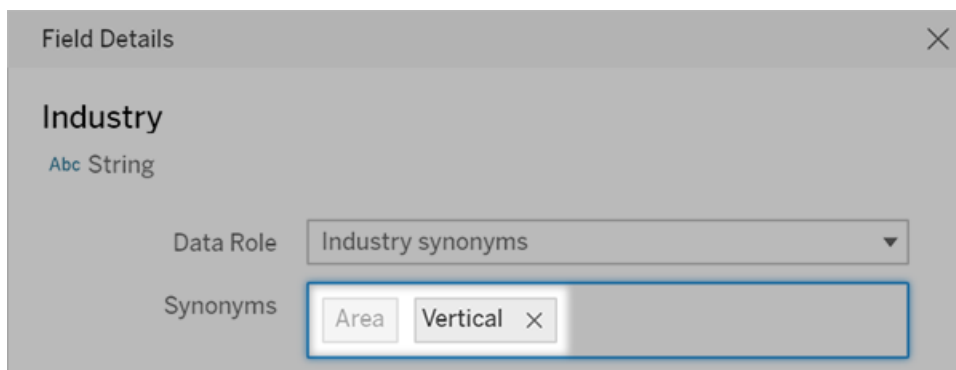 Field Details
Industry
Abc String
Data Role Industry synonyms
Synonyms Area Vertical